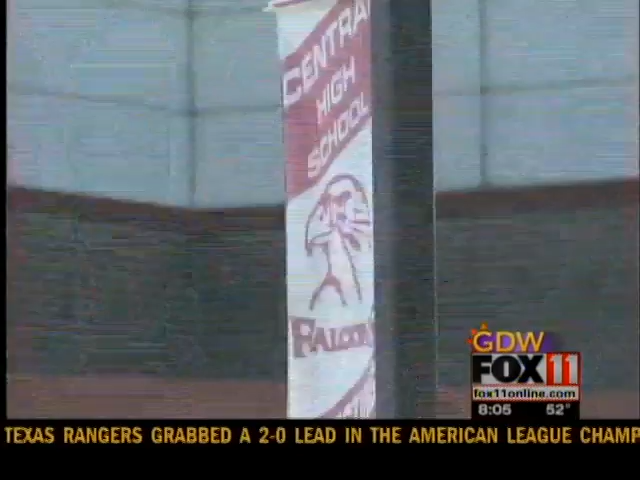 CENTRAL
HIGH
SCHOOL
FALCONS
GDW
FOX 11
fox11online.com
8:05 52°
TEXAS RANGERS GRABBED A 2-0 LEAD IN THE AMERICAN LEAGUE CHAMP